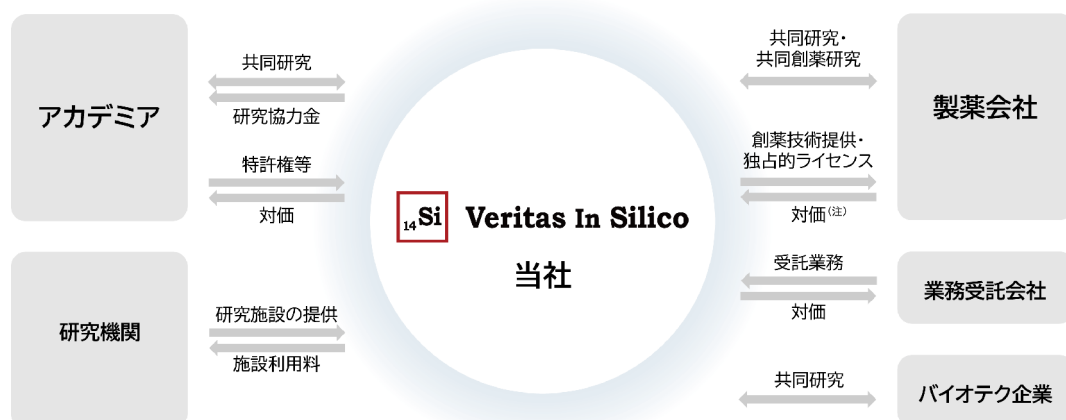 アカデミア
共同研究
研究協力金
特許権等
対価
研究機関
研究施設の提供
施設利用料
14Si Veritas In Silico
当社
共同研究・
共同創薬研究
創薬技術提供・
独占的ライセンス
対価(注)
製薬会社
受託業務
対価
業務受託会社
共同研究
バイオテク企業